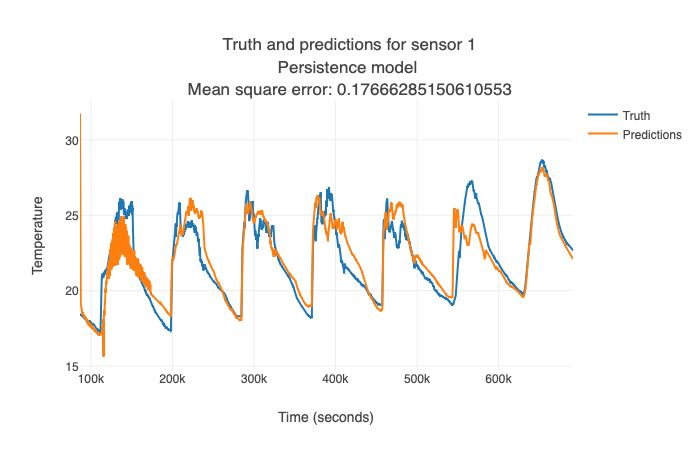 Truth and predictions for sensor 1
Persistence model
Mean square error: 0.17666285150610553
Truth
Predictions
30
25
20
15
Temperature
100k 200k 300k 400k 500k 600k
Time (seconds)